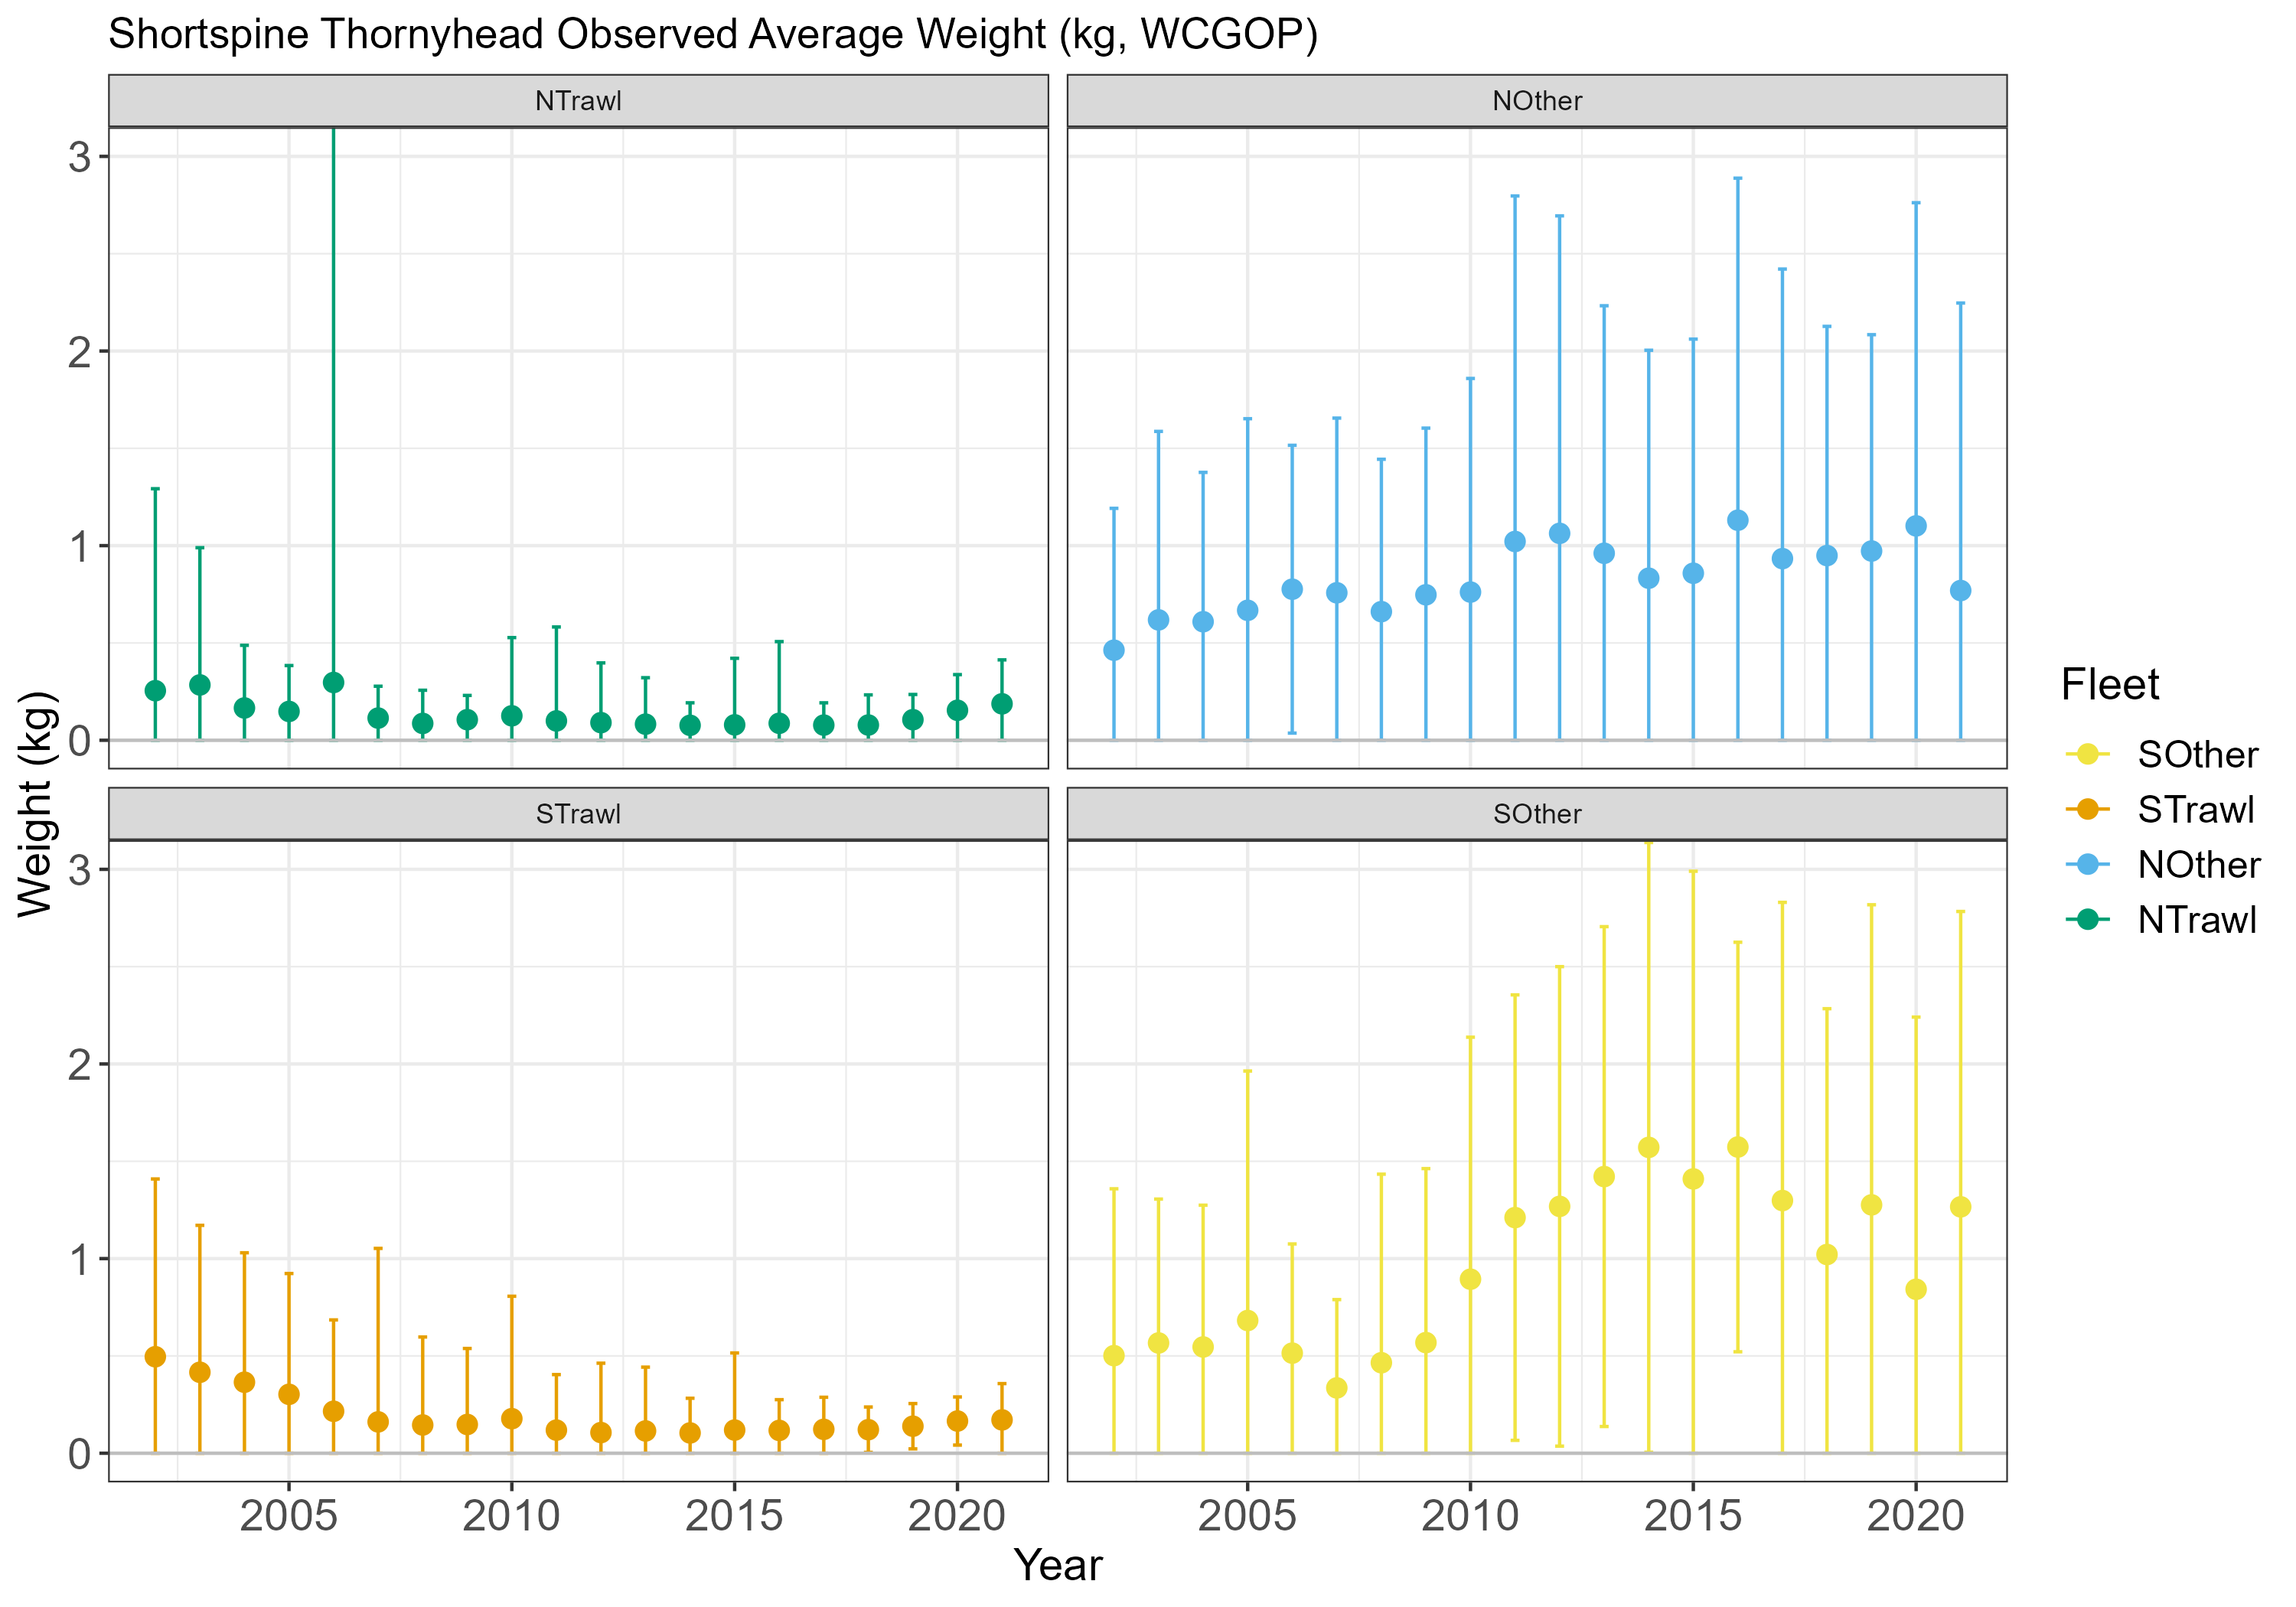 Shortspine Thornyhead Observed Average Weight (kg, WCGOP)
NTrawl
NOther
3
2
1
0
STrawl
SOther
3
2
1
0
Weight (kg)
2005 2010 2015 2020
2005 2010 2015 2020
Year
Fleet
SOther
STrawl
NOther
NTrawl